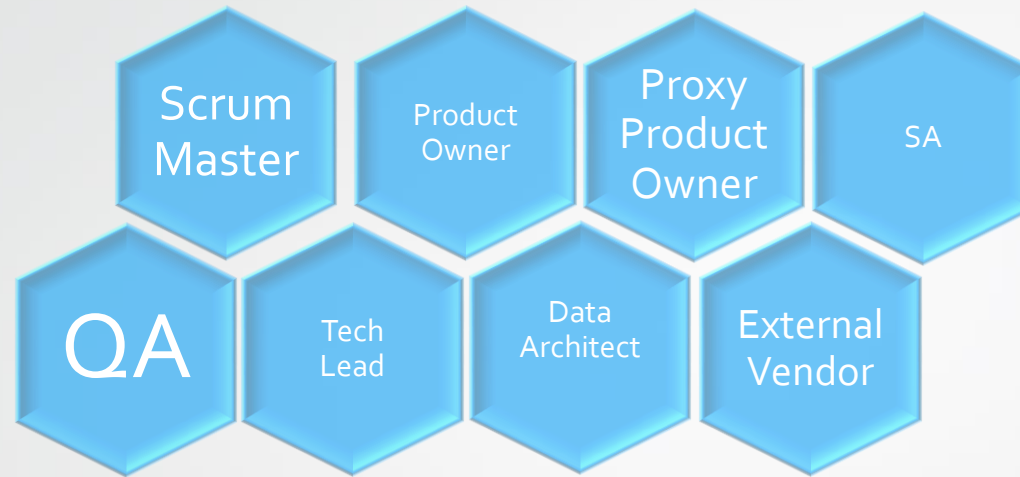 Scrum
Master
Product
Owner
Proxy
Product
Owner
SA
QA
Tech
Lead
Data
Architect
External
Vendor